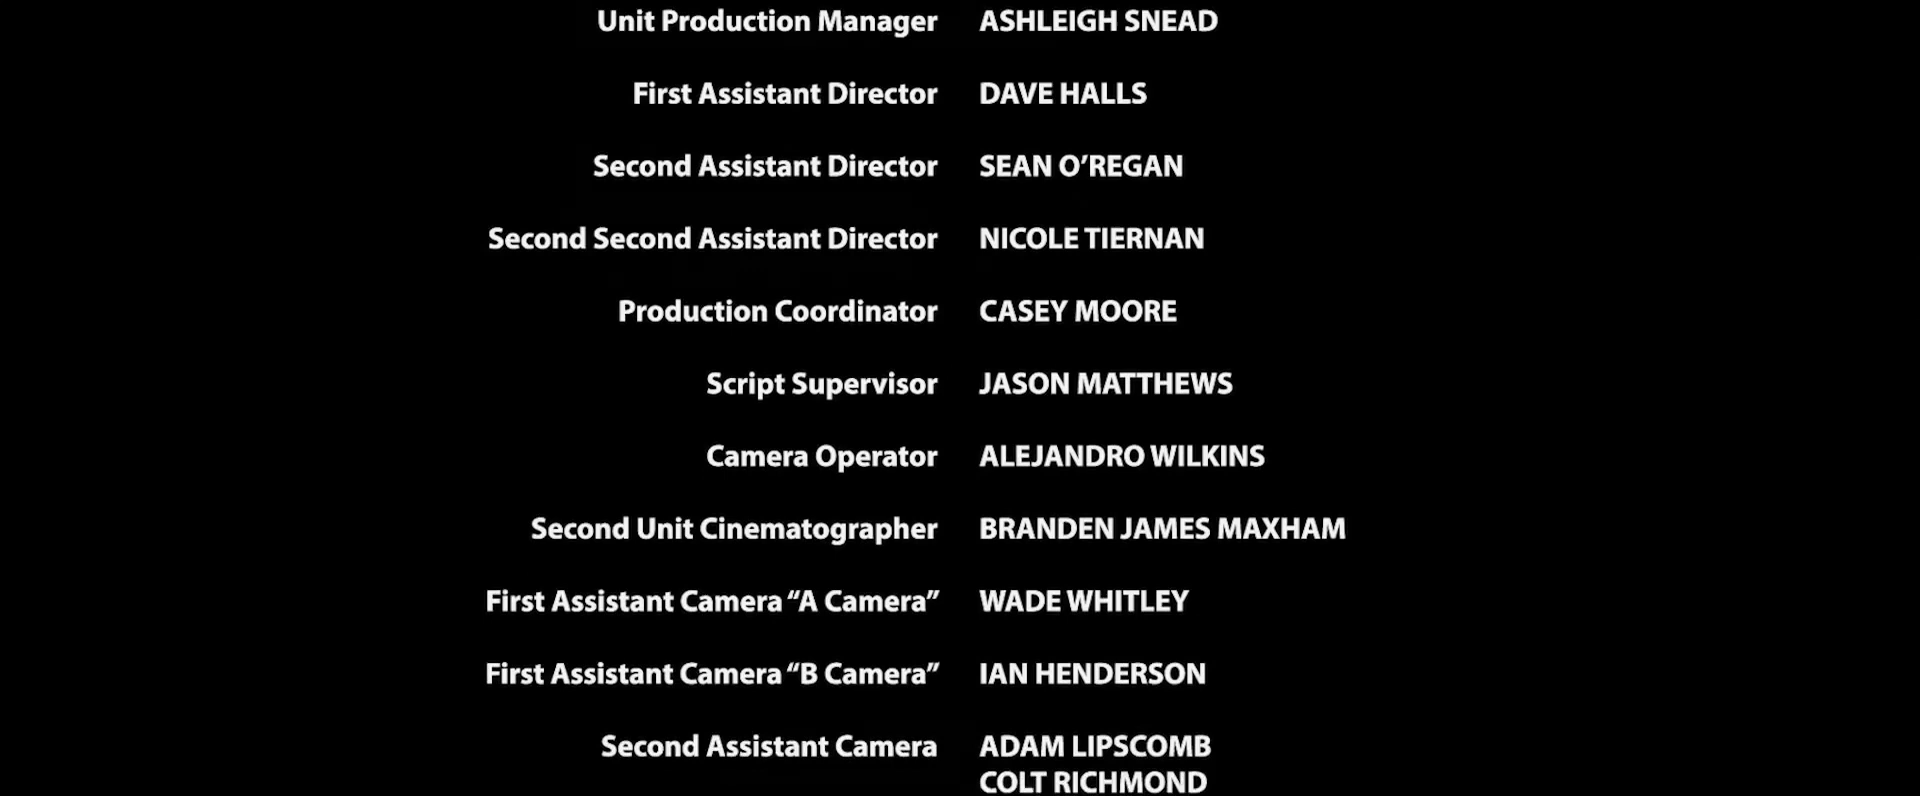 Unit Production Manager ASHLEIGH SNEAD
First Assistant Director DAVE HALLS
Second Assistant Director SEAN O’REGAN
Second Second Assistant Director NICOLE TIERNAN
Production Coordinator CASEY MOORE
Script Supervisor JASON MATTHEWS
Camera Operator ALEJANDRO WILKINS
Second Unit Cinematographer BRANDEN JAMES MAXHAM
First Assistant Camera “A Camera” WADE WHITLEY
First Assistant Camera “B Camera” IAN HENDERSON
Second Assistant Camera ADAM LIPSCOMB
COLT RICHMOND